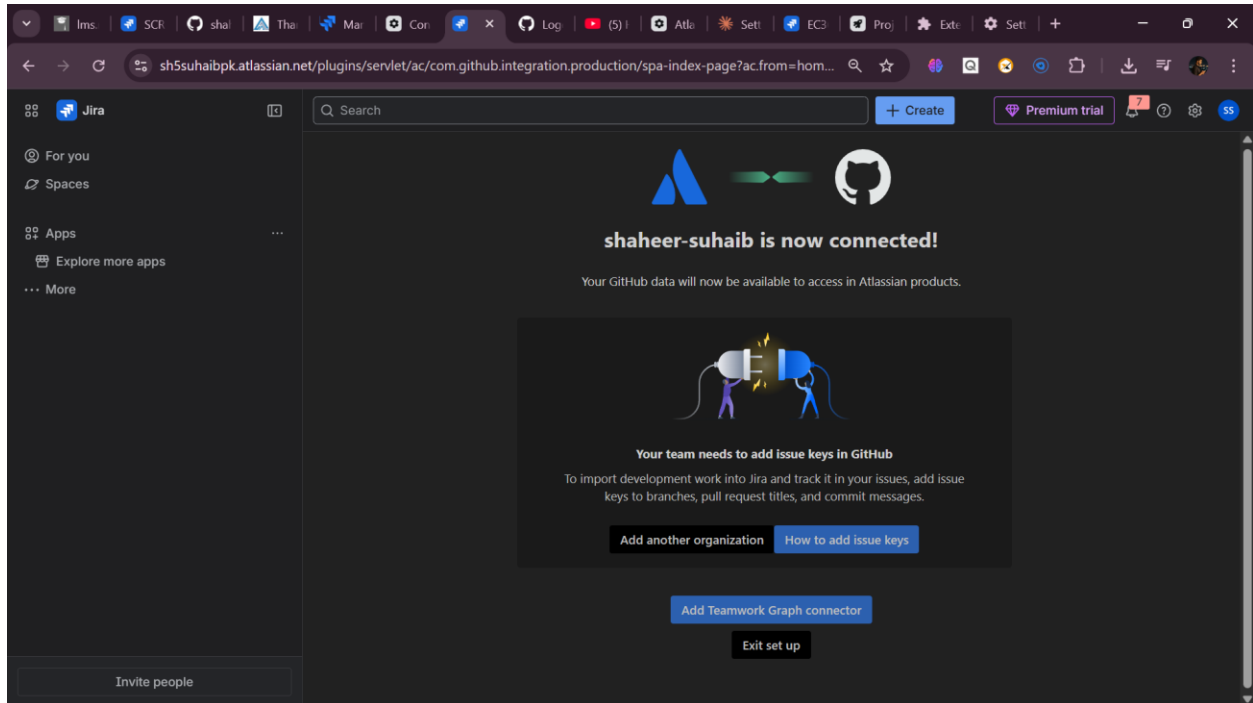 lms.
SCR
shal
Tha
Mar
Con
Log
(5) I
Atla
Sett
EC3
Proj
Exte
Sett
sh5suhaibpk.atlassian.net/plugins/servlet/ac/com.github.integration.production/spa-index-page?ac.from=hom...
Jira
Search
+ Create
Premium trial
7
SS
For you
Spaces
Apps
Explore more apps
More
Invite people
shaheer-suhaib is now connected!
Your GitHub data will now be available to access in Atlassian products.
Your team needs to add issue keys in GitHub
To import development work into Jira and track it in your issues, add issue
keys to branches, pull request titles, and commit messages.
Add another organization
How to add issue keys
Add Teamwork Graph connector
Exit set up